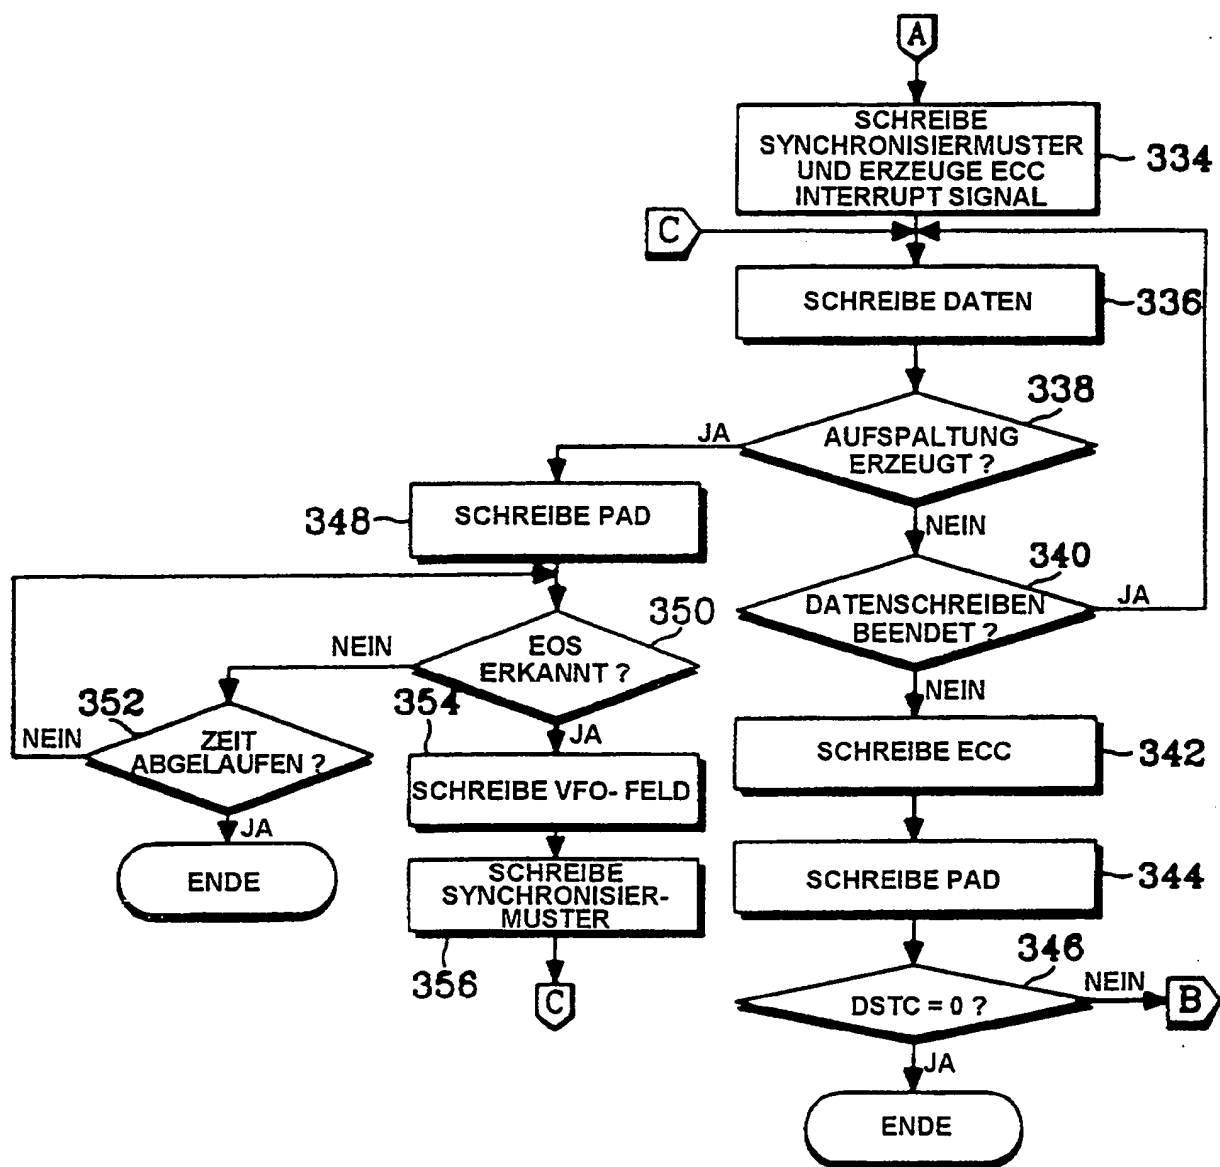 A
SCHREIBE
SYNCHRONISIERMUSTER
UND ERZEUGE ECC
INTERRUPT SIGNAL
334
C
SCHREIBE DATEN
336
338
AUFSPALTUNG
ERZEUGT ?
JA
NEIN
348
SCHREIBE PAD
340
DATENSCHREIBEN
BEENDET ?
JA
NEIN
350
EOS
ERKANNT ?
NEIN
JA
352
ZEIT
ABGELAUFEN ?
NEIN
JA
ENDE
354
SCHREIBE VFO- FELD
SCHREIBE
SYNCHRONISIER-
MUSTER
356
C
SCHREIBE ECC
342
SCHREIBE PAD
344
346
DSTC = 0 ?
NEIN
B
JA
ENDE